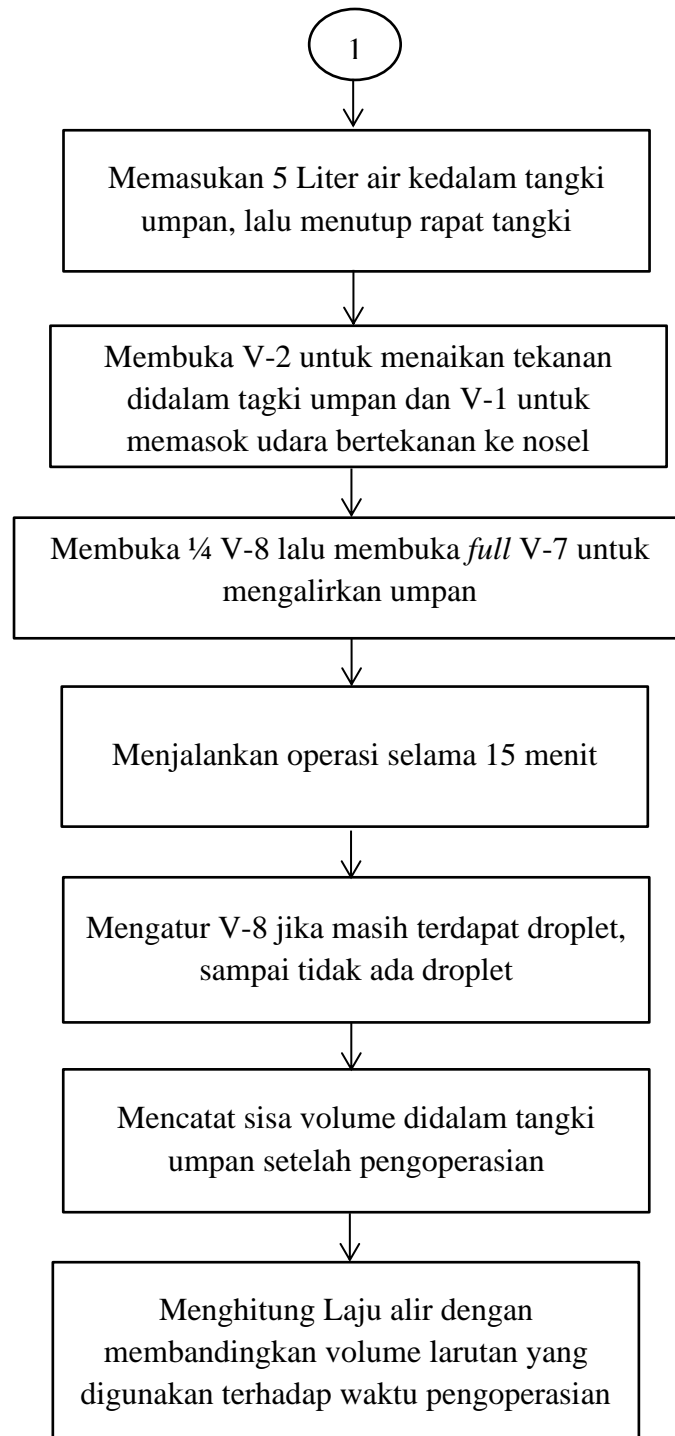 1
Memasukan 5 Liter air kedalam tangki
umpan, lalu menutup rapat tangki
Membuka V-2 untuk menaikan tekanan
didalam tagki umpan dan V-1 untuk
memasok udara bertekanan ke nosel
Membuka ¼ V-8 lalu membuka full V-7 untuk
mengalirkan umpan
Menjalankan operasi selama 15 menit
Mengatur V-8 jika masih terdapat droplet,
sampai tidak ada droplet
Mencatat sisa volume didalam tangki
umpan setelah pengoperasian
Menghitung Laju alir dengan
membandingkan volume larutan yang
digunakan terhadap waktu pengoperasian